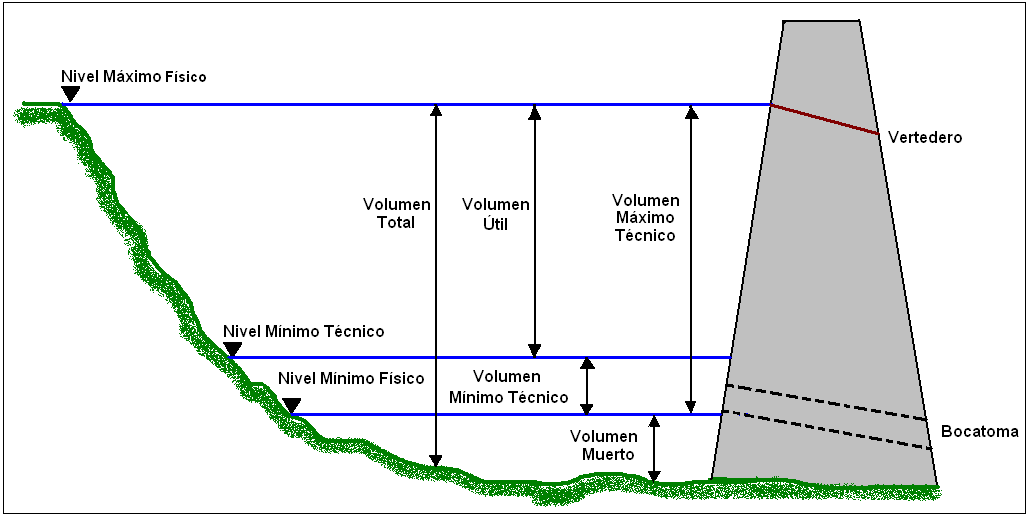 Nivel Máximo Físico
Vertedero
Volumen
Total
Volumen
Útil
Volumen
Máximo
Técnico
Nivel Mínimo Técnico
Nivel Mínimo Físico
Volumen
Mínimo Técnico
Volumen
Muerto
Bocatoma